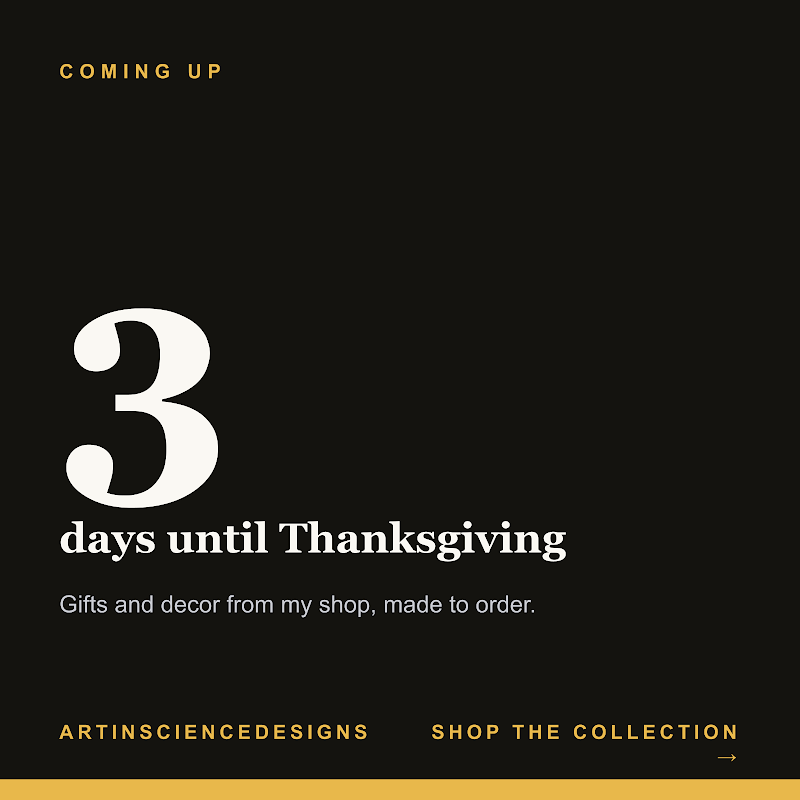 COMING UP
3
days until Thanksgiving
Gifts and decor from my shop, made to order.
ARTINSCIENCEDESIGNS
SHOP THE COLLECTION
→